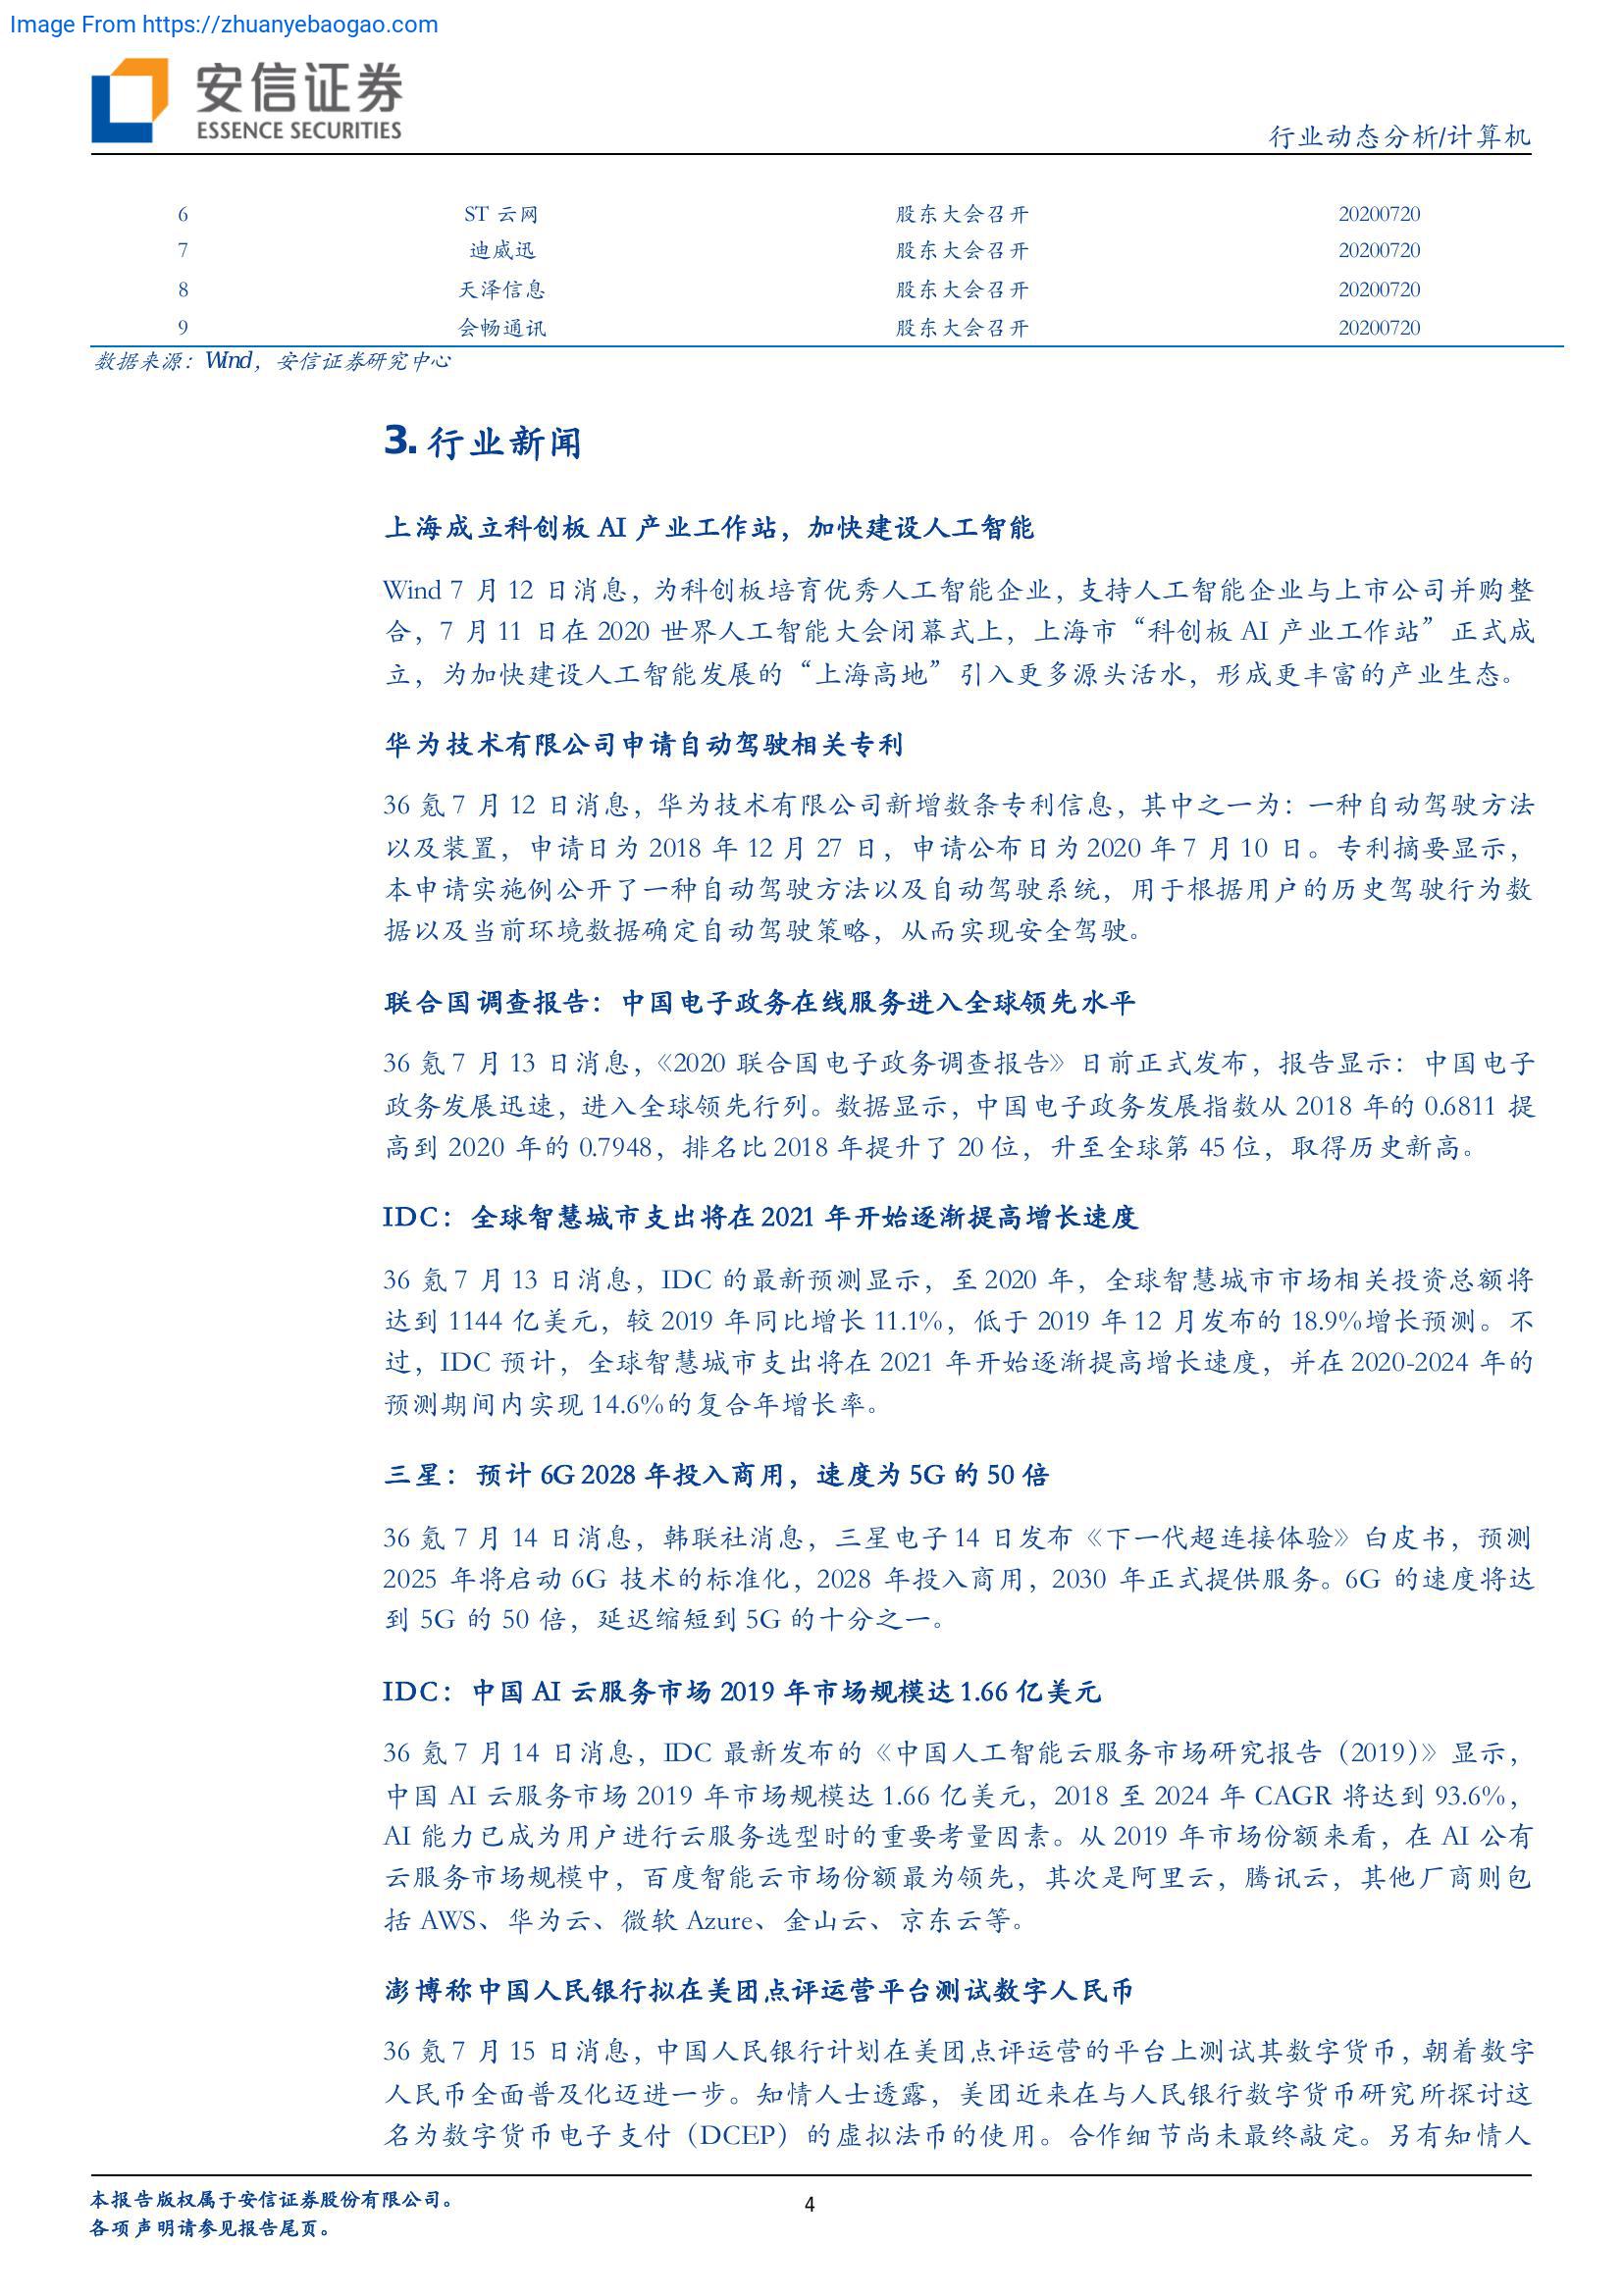 Image From https://zhuanyebaogao.com
安信证券
ESSENCE SECURITIES
行业动态分析/计算机
6 ST 云网 股东大会召开 20200720
7 迪威迅 股东大会召开 20200720
8 天泽信息 股东大会召开 20200720
9 会畅通讯 股东大会召开 20200720
数据来源：Wind，安信证券研究中心
3. 行业新闻
上海成立科创板 AI 产业工作站，加快建设人工智能
Wind 7 月 12 日消息，为科创板培育优秀人工智能企业，支持人工智能企业与上市公司并购整
合，7 月 11 日在 2020 世界人工智能大会闭幕式上，上海市“科创板 AI 产业工作站”正式成
立，为加快建设人工智能发展的“上海高地”引入更多源头活水，形成更丰富的产业生态。
华为技术有限公司申请自动驾驶相关专利
36 氪 7 月 12 日消息，华为技术有限公司新增数条专利信息，其中之一为：一种自动驾驶方法
以及装置，申请日为 2018 年 12 月 27 日，申请公布日为 2020 年 7 月 10 日。专利摘要显示，
本申请实施例公开了一种自动驾驶方法以及自动驾驶系统，用于根据用户的历史驾驶行为数
据以及当前环境数据确定自动驾驶策略，从而实现安全驾驶。
联合国调查报告：中国电子政务在线服务进入全球领先水平
36 氪 7 月 13 日消息，《2020 联合国电子政务调查报告》日前正式发布，报告显示：中国电子
政务发展迅速，进入全球领先行列。数据显示，中国电子政务发展指数从 2018 年的 0.6811 提
高到 2020 年的 0.7948，排名比 2018 年提升了 20 位，升至全球第 45 位，取得历史新高。
IDC：全球智慧城市支出将在 2021 年开始逐渐提高增长速度
36 氪 7 月 13 日消息，IDC 的最新预测显示，至 2020 年，全球智慧城市市场相关投资总额将
达到 1144 亿美元，较 2019 年同比增长 11.1%，低于 2019 年 12 月发布的 18.9%增长预测。不
过，IDC 预计，全球智慧城市支出将在 2021 年开始逐渐提高增长速度，并在 2020-2024 年的
预测期间内实现 14.6%的复合年增长率。
三星：预计 6G 2028 年投入商用，速度为 5G 的 50 倍
36 氪 7 月 14 日消息，韩联社消息，三星电子 14 日发布《下一代超连接体验》白皮书，预测
2025 年将启动 6G 技术的标准化，2028 年投入商用，2030 年正式提供服务。6G 的速度将达
到 5G 的 50 倍，延迟缩短到 5G 的十分之一。
IDC：中国 AI 云服务市场 2019 年市场规模达 1.66 亿美元
36 氪 7 月 14 日消息，IDC 最新发布的《中国人工智能云服务市场研究报告（2019）》显示，
中国 AI 云服务市场 2019 年市场规模达 1.66 亿美元，2018 至 2024 年 CAGR 将达到 93.6%，
AI 能力已成为用户进行云服务选型时的重要考量因素。从 2019 年市场份额来看，在 AI 公有
云服务市场规模中，百度智能云市场份额最为领先，其次是阿里云，腾讯云，其他厂商则包
括 AWS、华为云、微软 Azure、金山云、京东云等。
澎博称中国人民银行拟在美团点评运营平台测试数字人民币
36 氪 7 月 15 日消息，中国人民银行计划在美团点评运营的平台上测试其数字货币，朝着数字
人民币全面普及化迈进一步。知情人士透露，美团近来在与人民银行数字货币研究所探讨这
名为数字货币电子支付（DCEP）的虚拟法币的使用。合作细节尚未最终敲定。另有知情人
本报告版权属于安信证券股份有限公司。
各项声明请参见报告尾页。
4